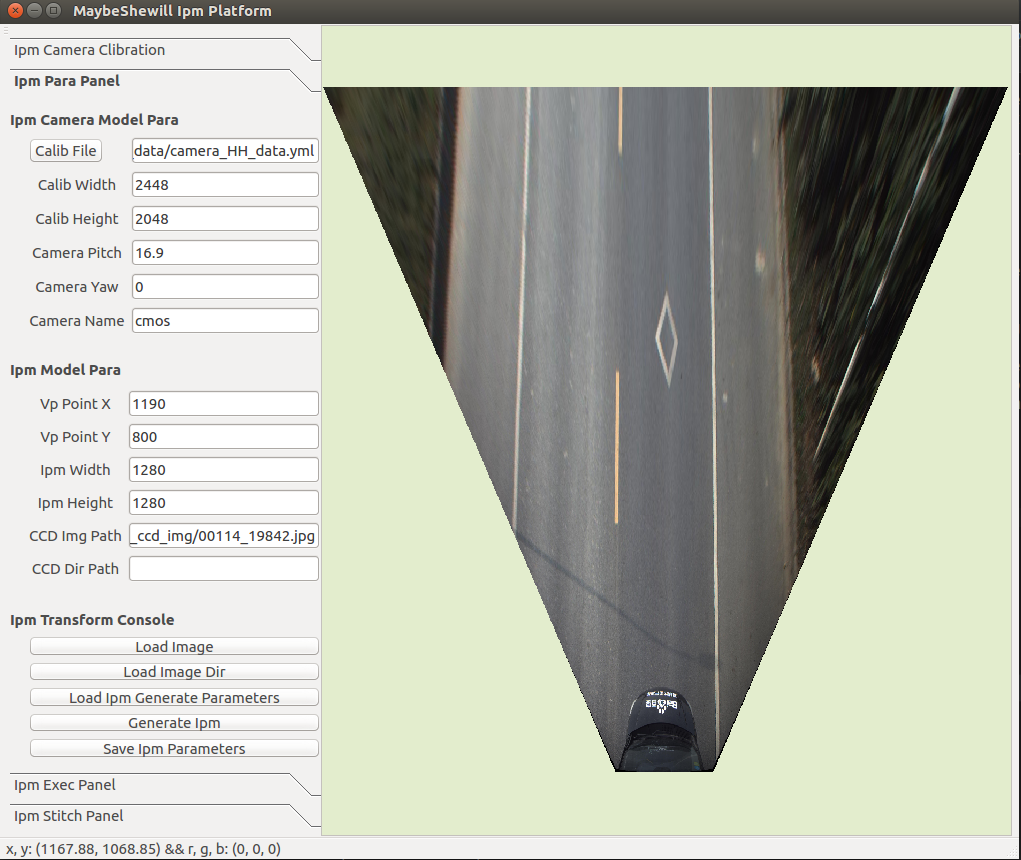 MaybeShewill Ipm Platform
Ipm Camera Clibration
Ipm Para Panel
Ipm Camera Model Para
Calib File data/camera_HH_data.yml
Calib Width 2448
Calib Height 2048
Camera Pitch 16.9
Camera Yaw 0
Camera Name cmos
Ipm Model Para
Vp Point X 1190
Vp Point Y 800
Ipm Width 1280
Ipm Height 1280
CCD Img Path _ccd_img/00114_19842.jpg
CCD Dir Path
Ipm Transform Console
Load Image
Load Image Dir
Load Ipm Generate Parameters
Generate Ipm
Save Ipm Parameters
Ipm Exec Panel
Ipm Stitch Panel
x, y: (1167.88, 1068.85) && r, g, b: (0, 0, 0)